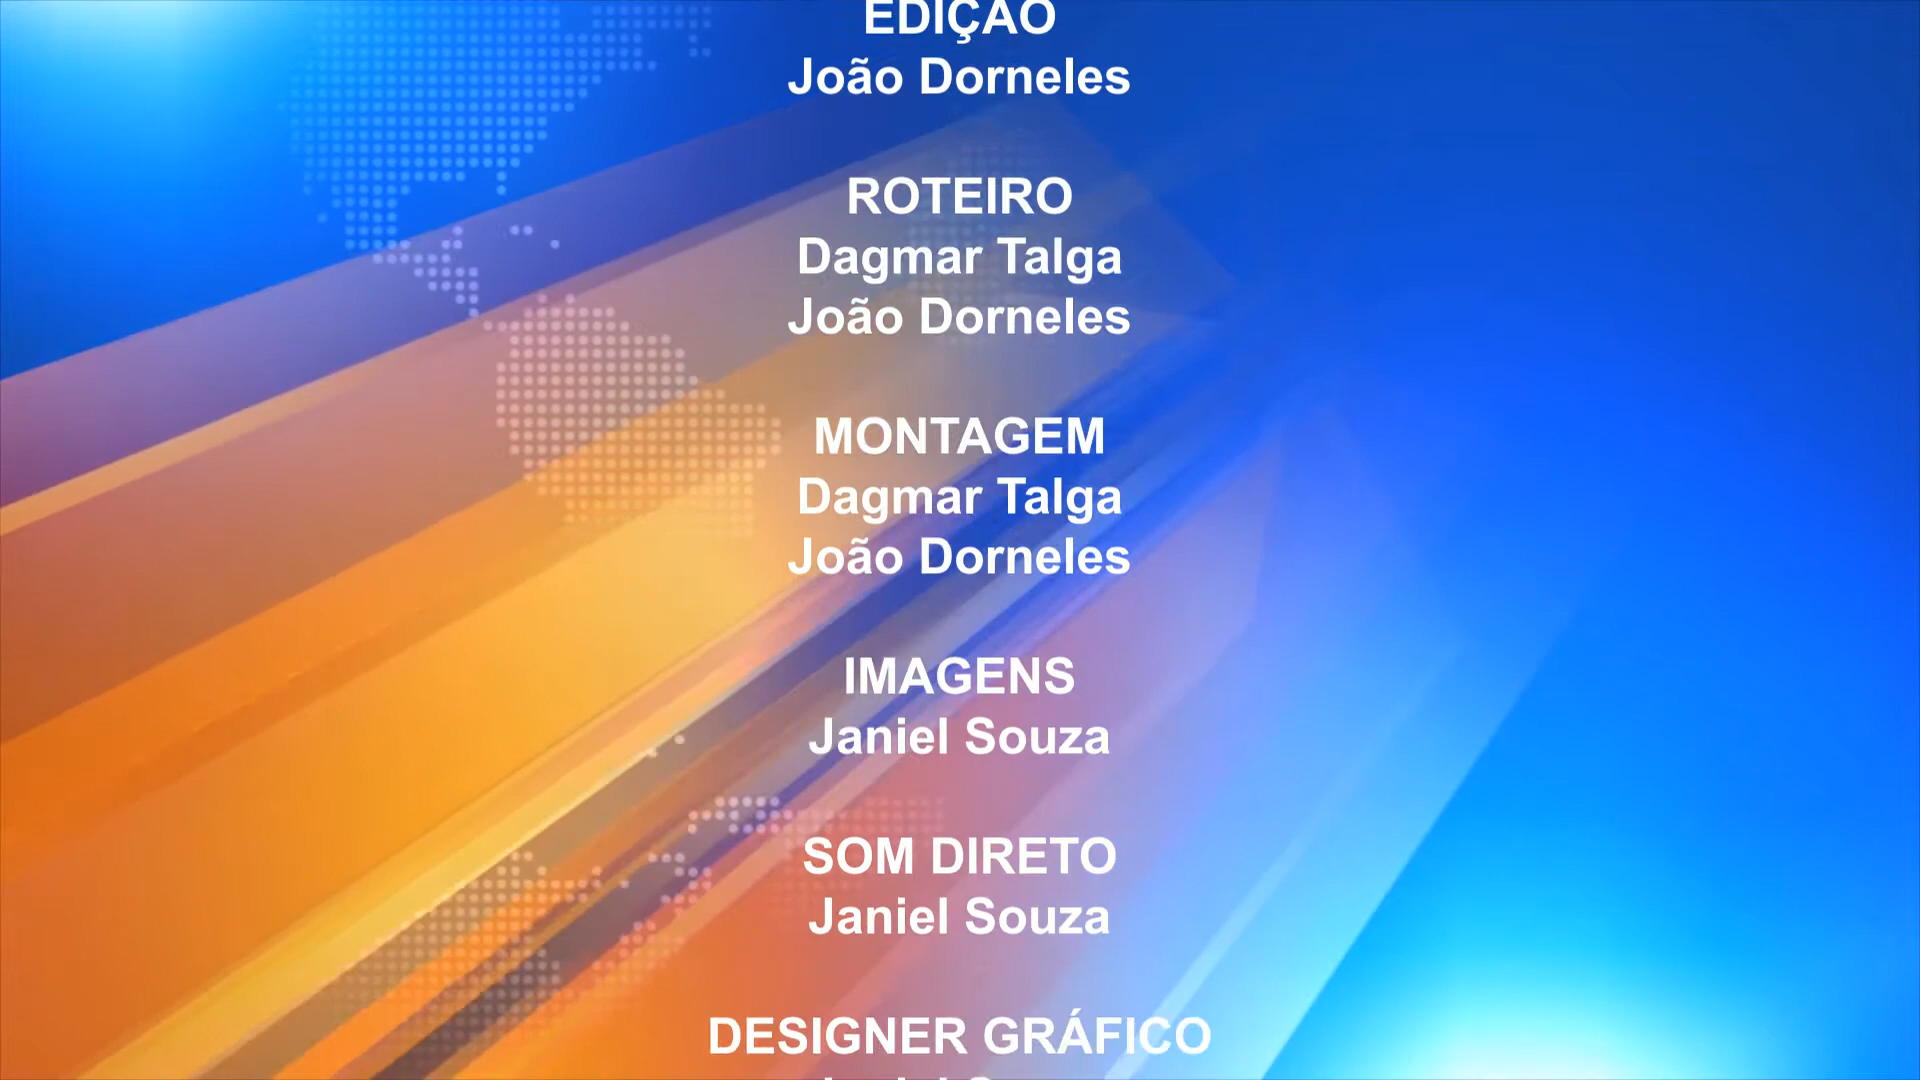 EDIÇÃO
João Dorneles
ROTEIRO
Dagmar Talga
João Dorneles
MONTAGEM
Dagmar Talga
João Dorneles
IMAGENS
Janiel Souza
SOM DIRETO
Janiel Souza
DESIGNER GRÁFICO